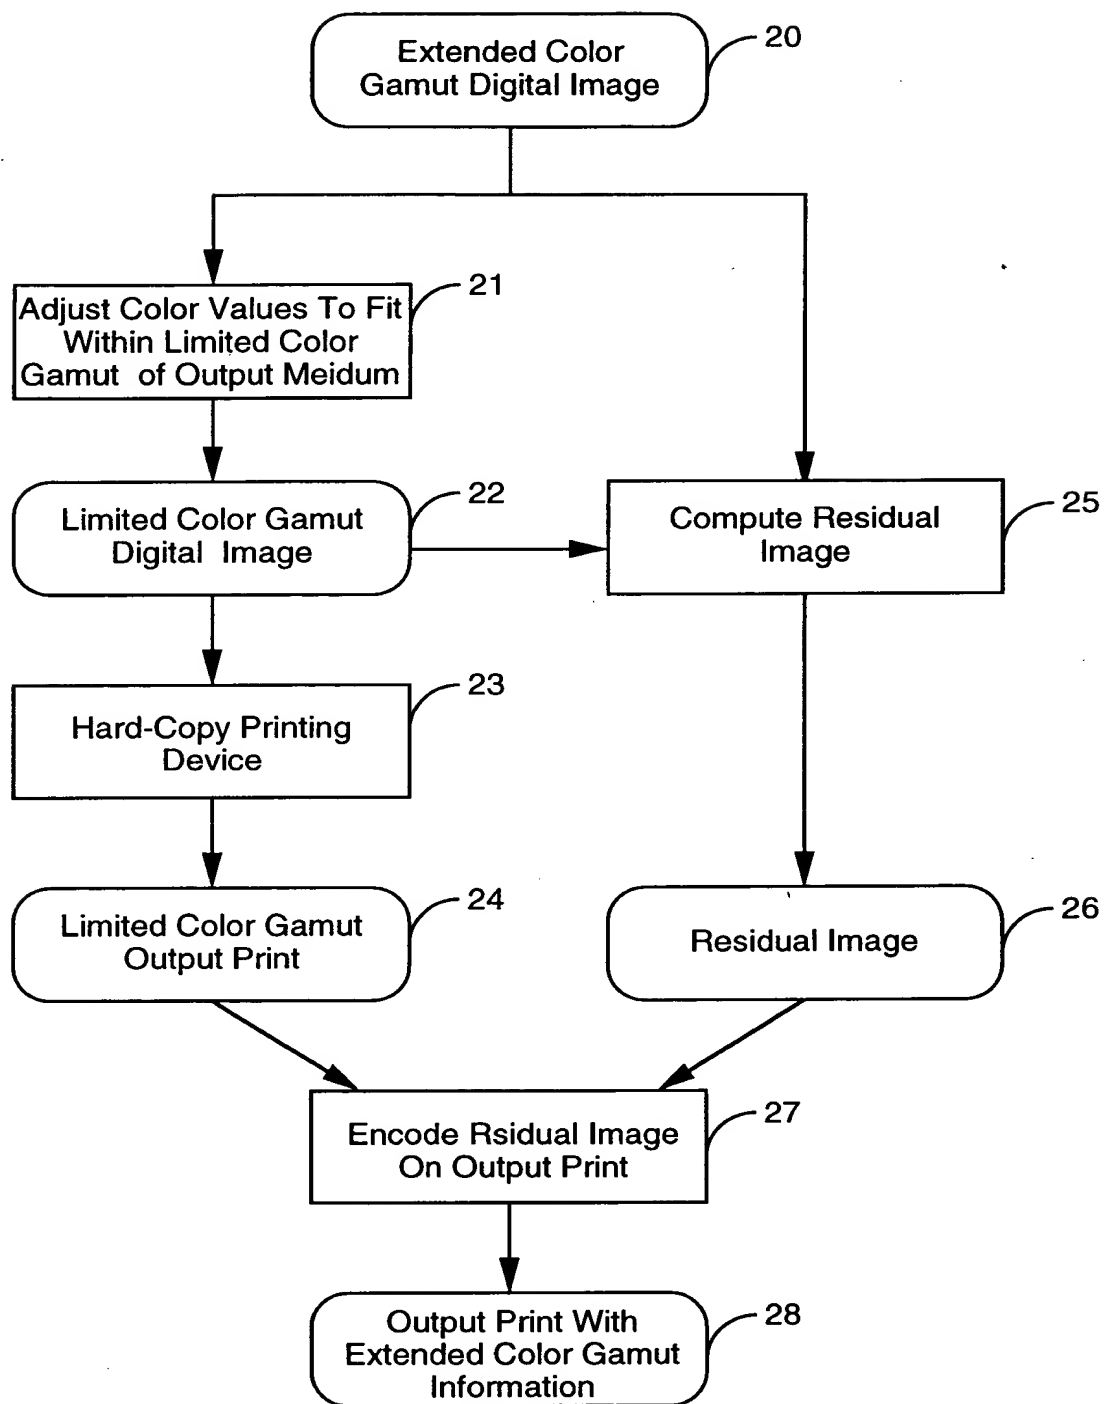 Extended Color
Gamut Digital Image
20
Adjust Color Values To Fit
Within Limited Color
Gamut of Output Meidum
21
Limited Color Gamut
Digital Image
22
Compute Residual
Image
25
Hard-Copy Printing
Device
23
Limited Color Gamut
Output Print
24
Residual Image
26
Encode Rsidual Image
On Output Print
27
Output Print With
Extended Color Gamut
Information
28